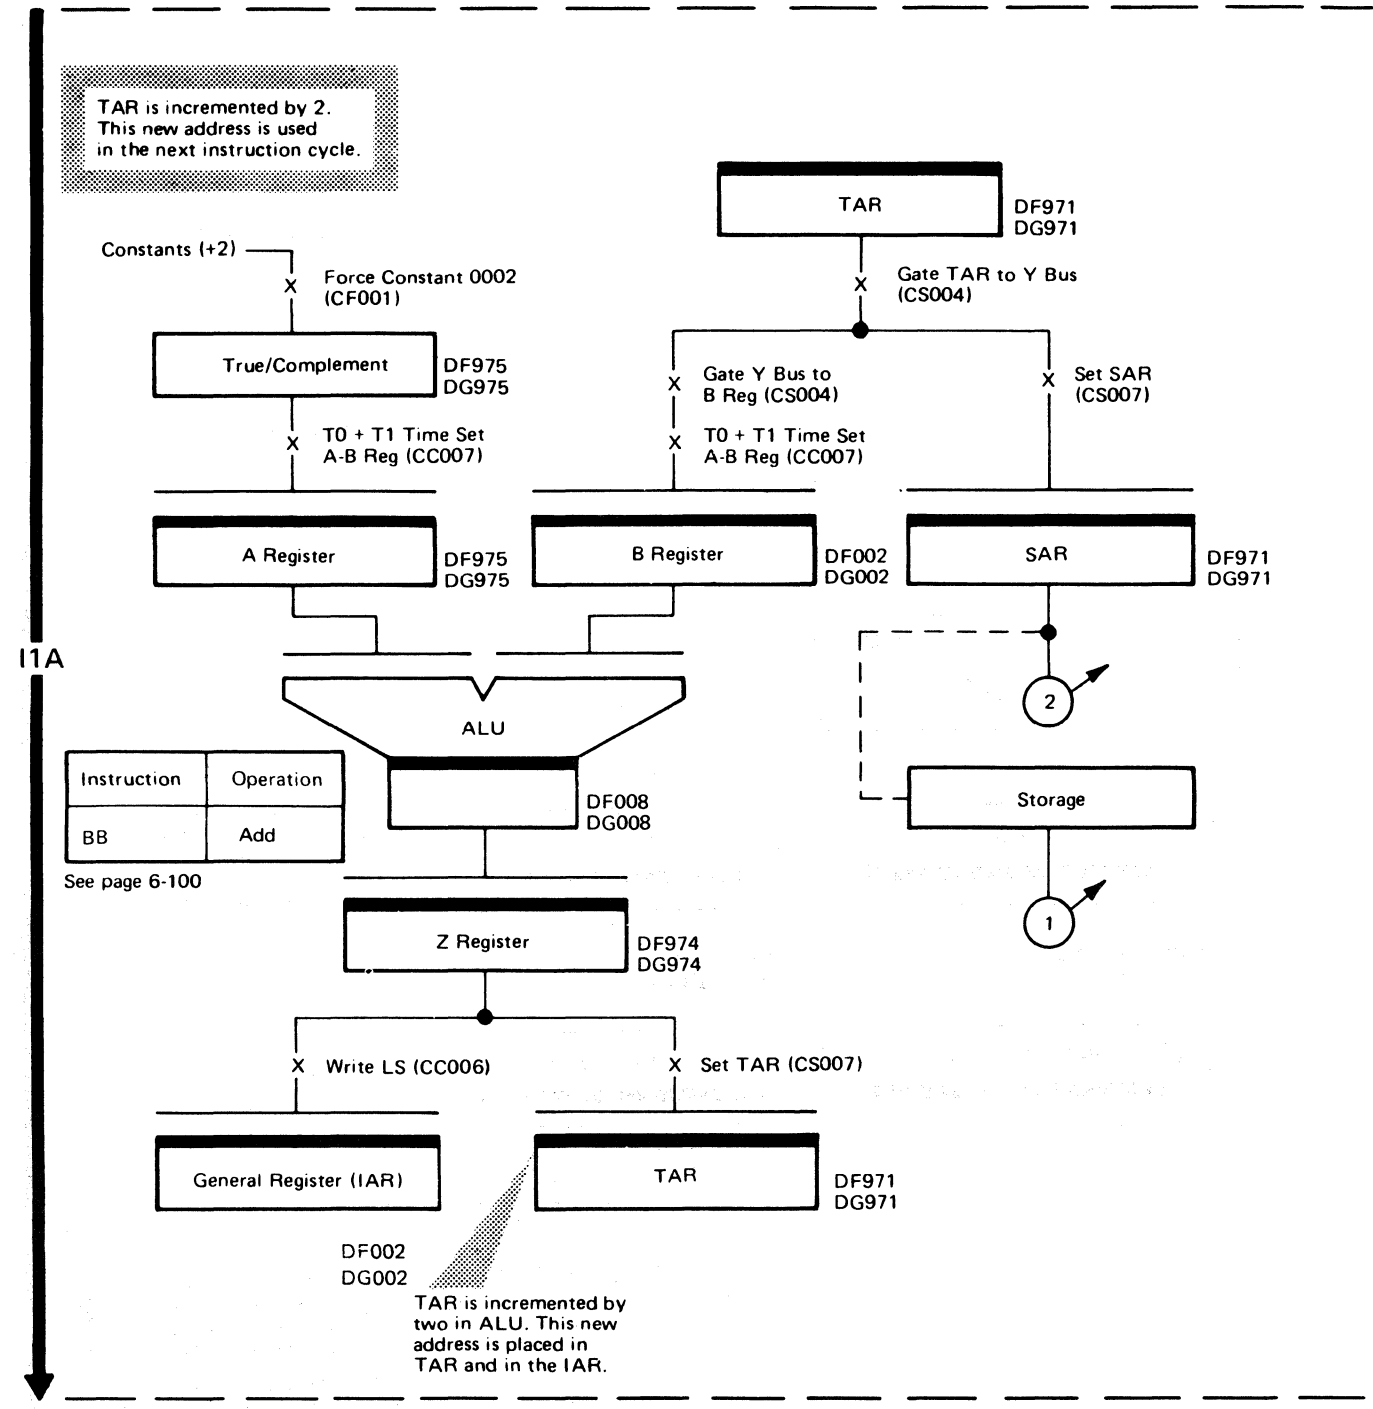 TAR is incremented by 2.
This new address is used
in the next instruction cycle.
TAR
DF971
DG971
Constants (+2)
Force Constant 0002
(CF001)
Gate TAR to Y Bus
(CS004)
True/Complement
DF975
DG975
Gate Y Bus to
B Reg (CS004)
Set SAR
(CS007)
T0 + T1 Time Set
A-B Reg (CC007)
T0 + T1 Time Set
A-B Reg (CC007)
A Register
DF975
DG975
B Register
DF002
DG002
SAR
DF971
DG971
I1A
2
ALU
Instruction Operation
BB Add
See page 6-100
DF008
DG008
Storage
1
Z Register
DF974
DG974
Write LS (CC006)
Set TAR (CS007)
General Register (IAR)
DF002
DG002
TAR
DF971
DG971
TAR is incremented by
two in ALU. This new
address is placed in
TAR and in the IAR.